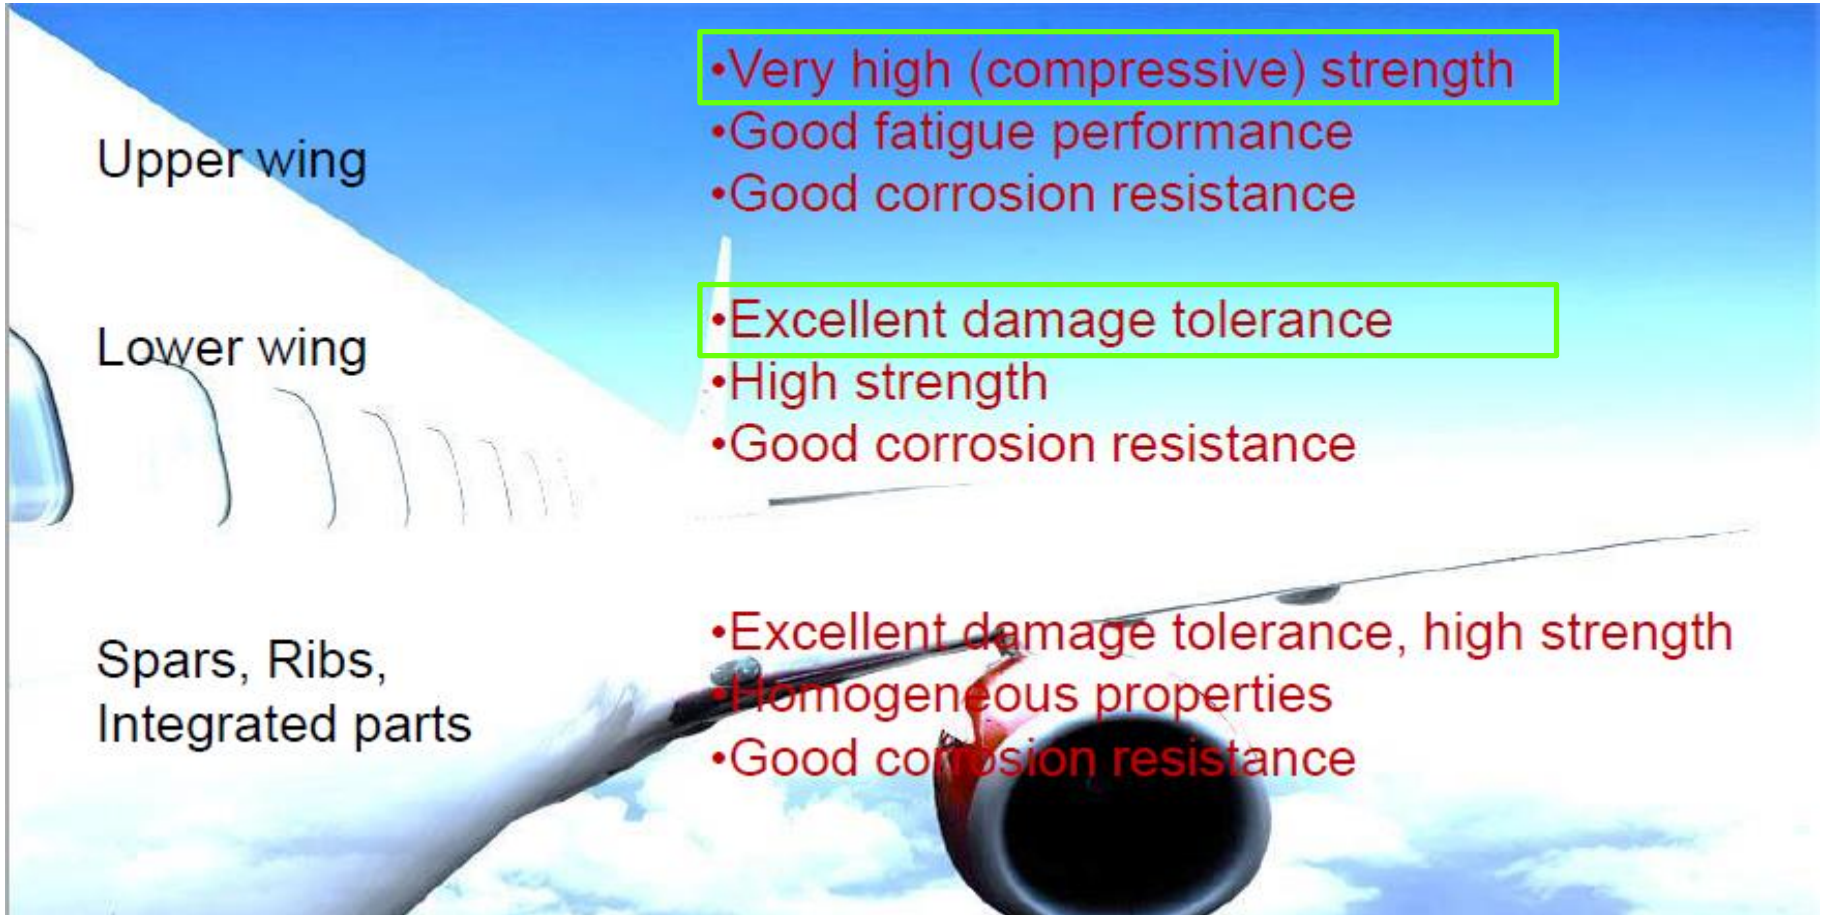 •Very high (compressive) strength
Upper wing
•Good fatigue performance
•Good corrosion resistance
Lower wing
•Excellent damage tolerance
•High strength
•Good corrosion resistance
Spars, Ribs,
Integrated parts
•Excellent damage tolerance, high strength
•Homogeneous properties
•Good corrosion resistance